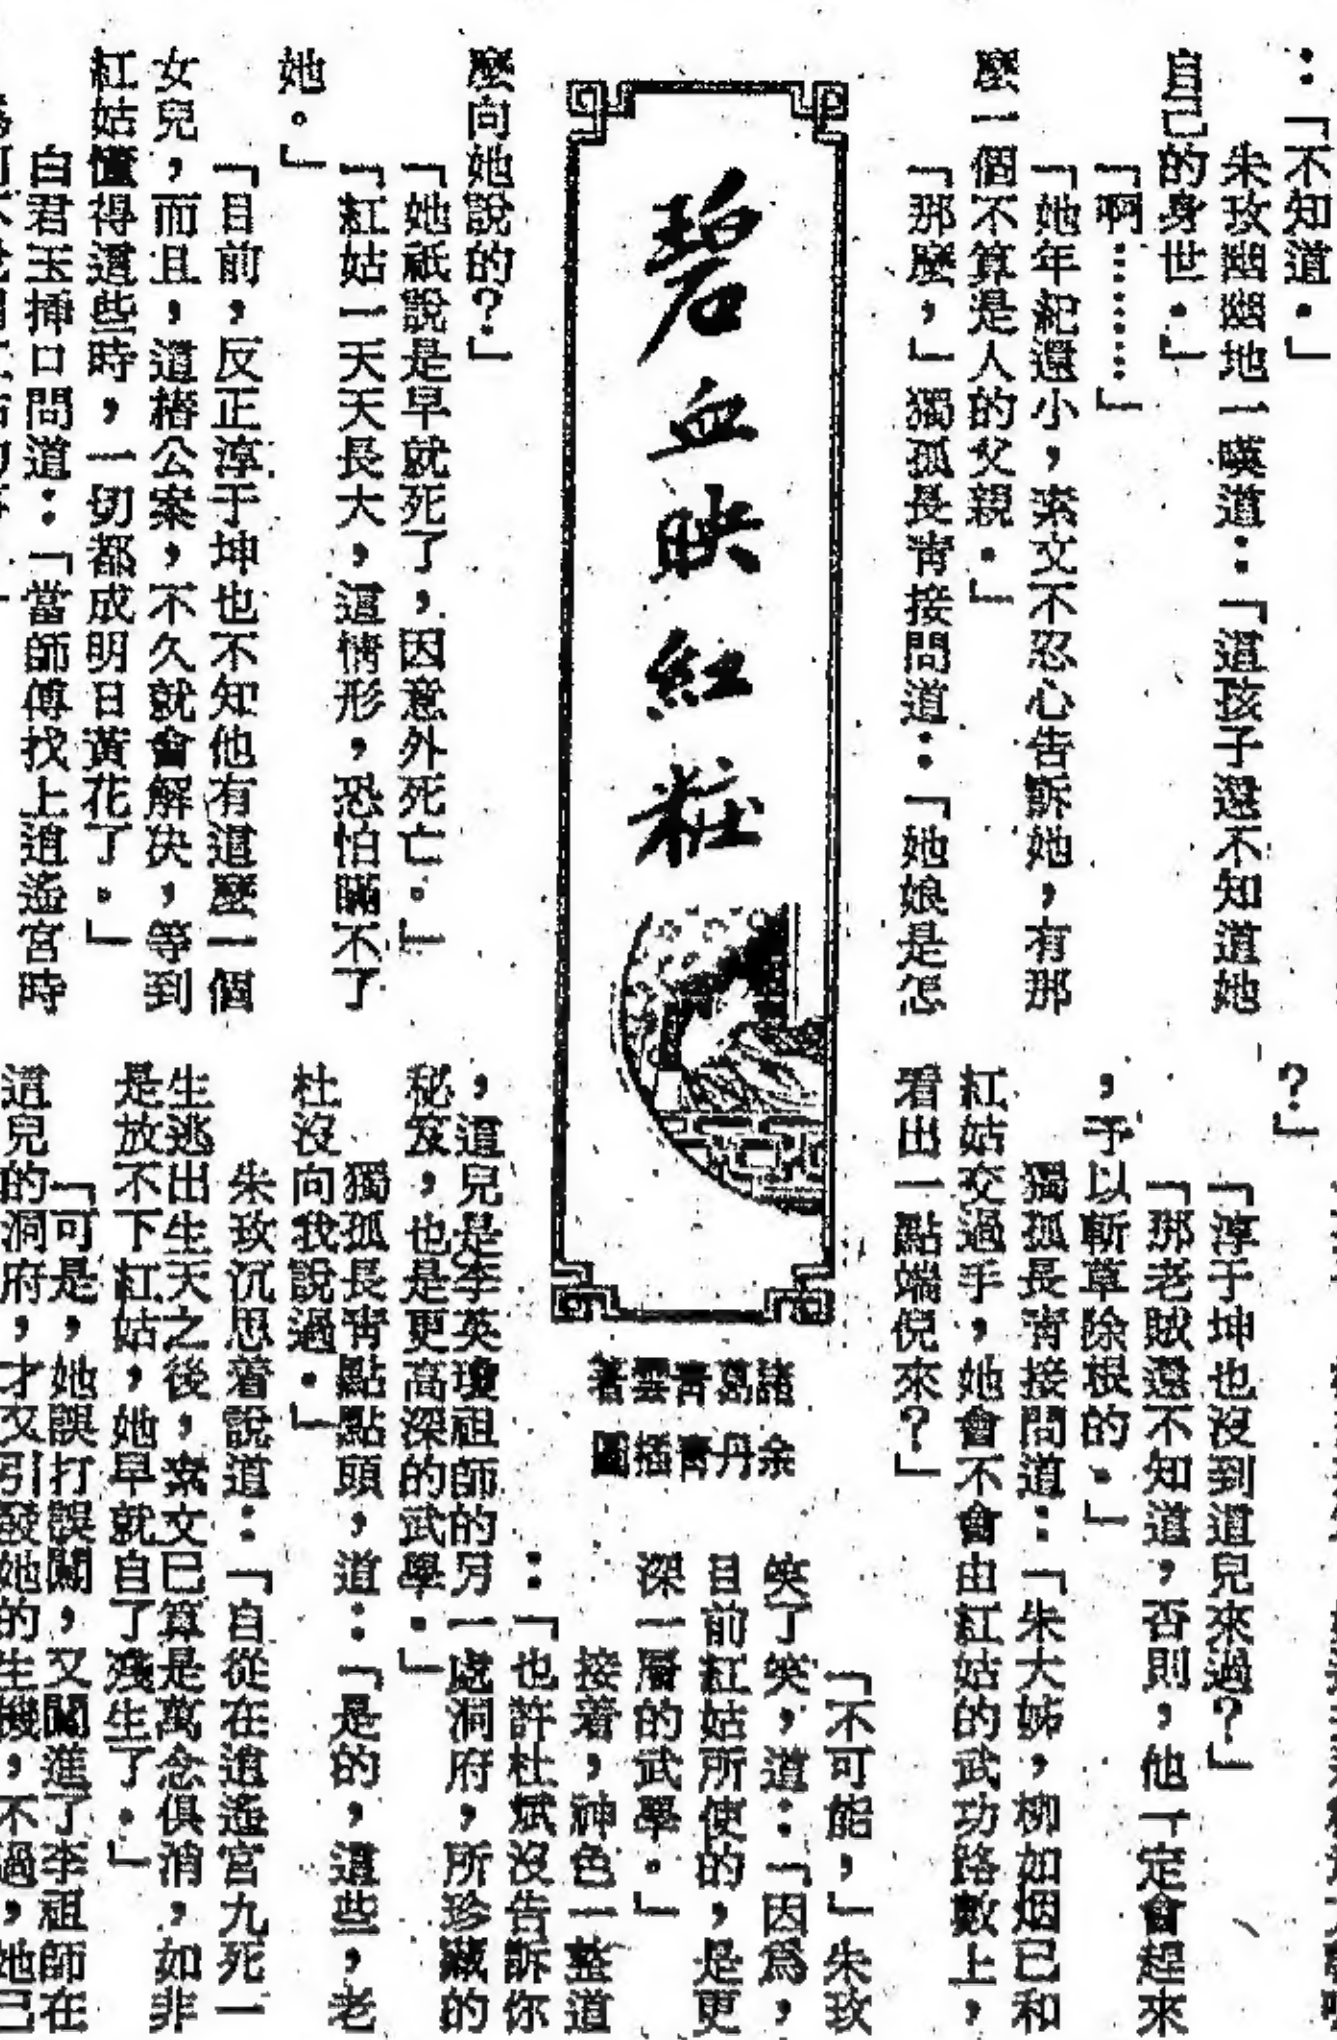 ：「不知道。」
朱玫幽幽地一嘆道：「這孩子還不知道她
自己的身世。」
「啊………」
「她年紀還小，素文不忍心告訴她，有那
麼一個不算是人的父親。」
「那麼，」獨孤長青接問道：「她娘是怎
碧血映紅粧
諸葛青雲著
余丹青插圖
麼向她說的？」
「她祇說是早就死了，因意外死亡。」
「紅姑一天天長大，這情形，恐怕瞞不了
她。」
「目前，反正淳于坤也不知他有這麼一個
女兒，而且，這樁公案，不久就會解決，等到
紅姑懂得這些時，一切都成明日黃花了。」
白君玉揷口問道：「當師傅找上逍遙宮時
？」
「淳于坤也沒到這兒來過？」
「那老賊還不知道，否則，他一定會趕來
，予以斬草除根的。」
獨孤長青接問道：「朱大姊，柳如烟已和
紅姑交過手，她會不會由紅姑的武功路數上，
看出一點端倪來？」
「不可能，」朱玫
笑了笑，道：「因爲，
目前紅姑所使的，是更
深一層的武學。」
接着，神色一整道
：「也許杜斌沒告訴你
，這兒是李英瓊祖師的另一處洞府，所珍藏的
秘笈，也是更高深的武學。」
獨孤長青點點頭，道：「是的，這些，老
杜沒向我說過。」
朱玫沉思着說道：「自從在逍遙宮九死一
生逃出生天之後，素文已算是萬念俱消，如非
是放不下紅姑，她早就自了殘生了。」
「可是，她誤打誤闖，又闖進了李祖師在
這兒的洞府，才又引發她的生機，不過，她已